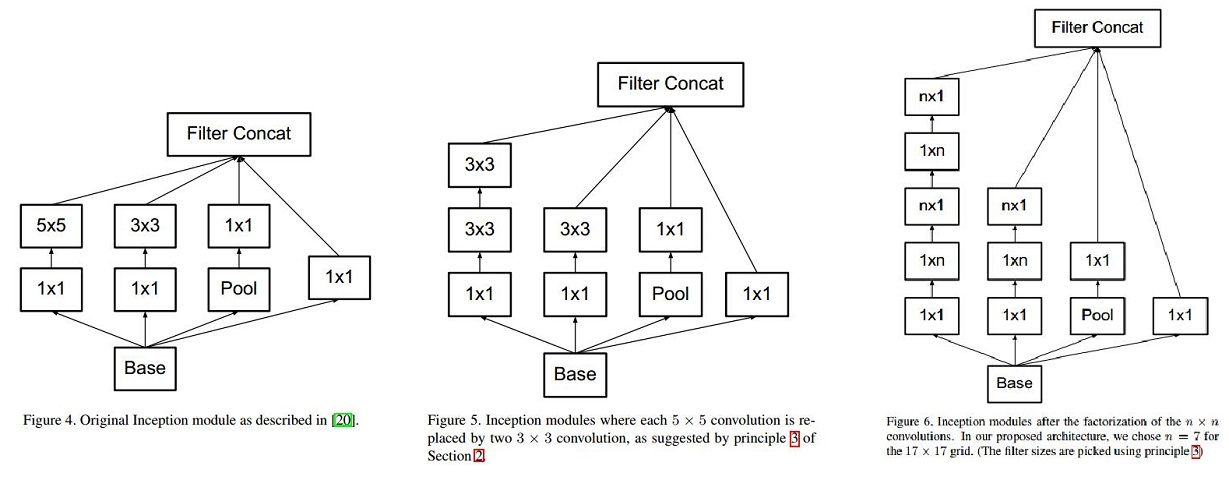 Filter Concat
5x5
3x3
1x1
1x1
1x1
Pool
1x1
Base
Figure 4. Original Inception module as described in [20].
Filter Concat
3x3
3x3
3x3
1x1
1x1
1x1
Pool
1x1
Base
Figure 5. Inception modules where each 5 × 5 convolution is re-
placed by two 3 × 3 convolution, as suggested by principle 3 of
Section 2.
Filter Concat
nx1
1xn
nx1
nx1
1xn
1xn
1x1
1x1
1x1
Pool
1x1
Base
Figure 6. Inception modules after the factorization of the n × n
convolutions. In our proposed architecture, we chose n = 7 for
the 17 × 17 grid. (The filter sizes are picked using principle 3)